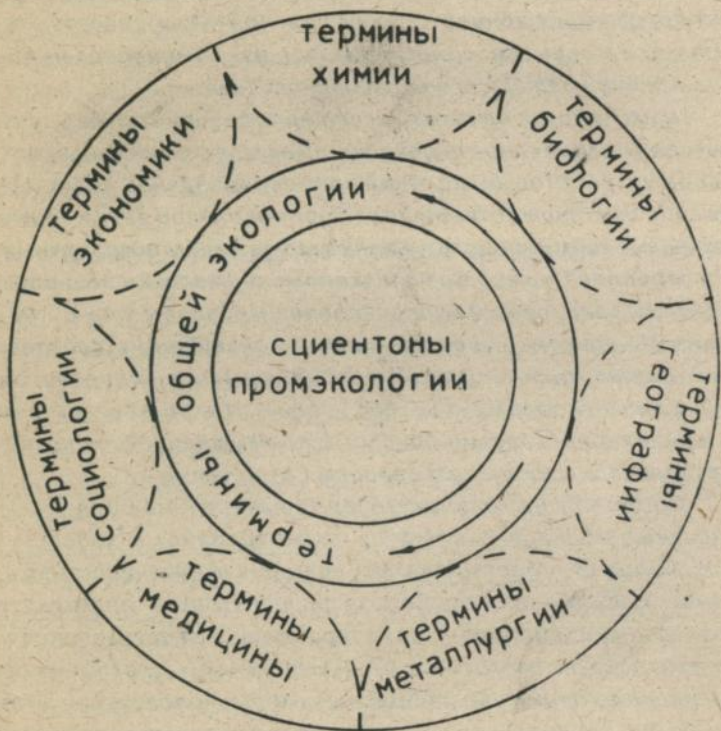 термины
химии
термины
биологии
термины
географии
термины
металлургии
термины
медицины
термины
социологии
термины
экономики
термины общей экологии
сциентоны
промэкологии